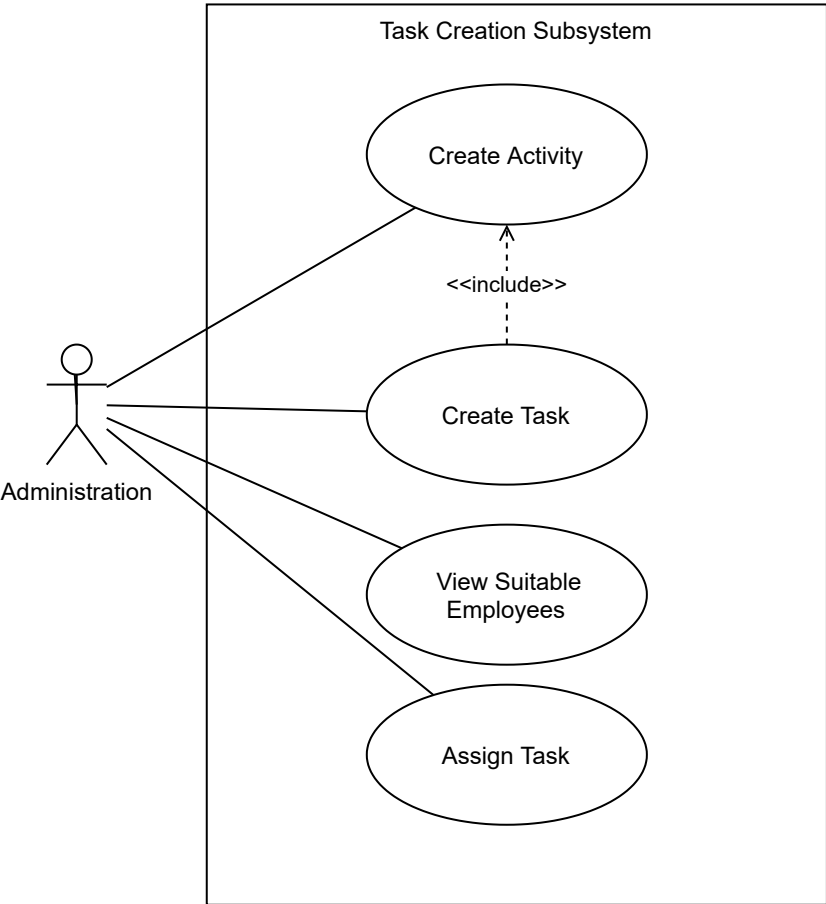 Task Creation Subsystem
Create Activity
<<include>>
Create Task
Administration
View Suitable
Employees
Assign Task